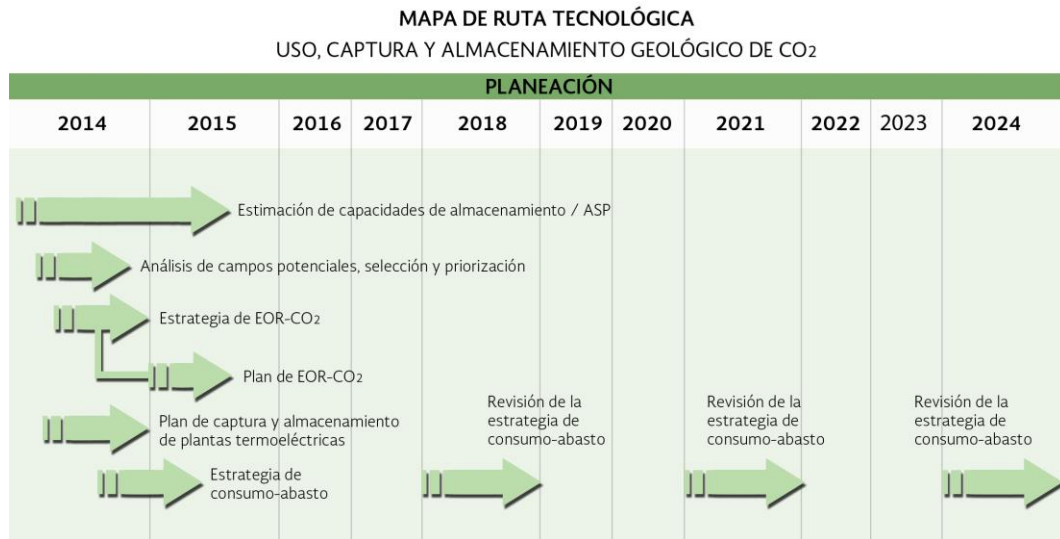 MAPA DE RUTA TECNOLÓGICA
USO, CAPTURA Y ALMACENAMIENTO GEOLÓGICO DE CO2
PLANEACIÓN
2014 2015 2016 2017 2018 2019 2020 2021 2022 2023 2024
Estimación de capacidades de almacenamiento / ASP
Análisis de campos potenciales, selección y priorización
Estrategia de EOR-CO2
Plan de EOR-CO2
Plan de captura y almacenamiento
de plantas termoeléctricas
Estrategia de
consumo-abasto
Revisión de la
estrategia de
consumo-abasto
Revisión de la
estrategia de
consumo-abasto
Revisión de la
estrategia de
consumo-abasto